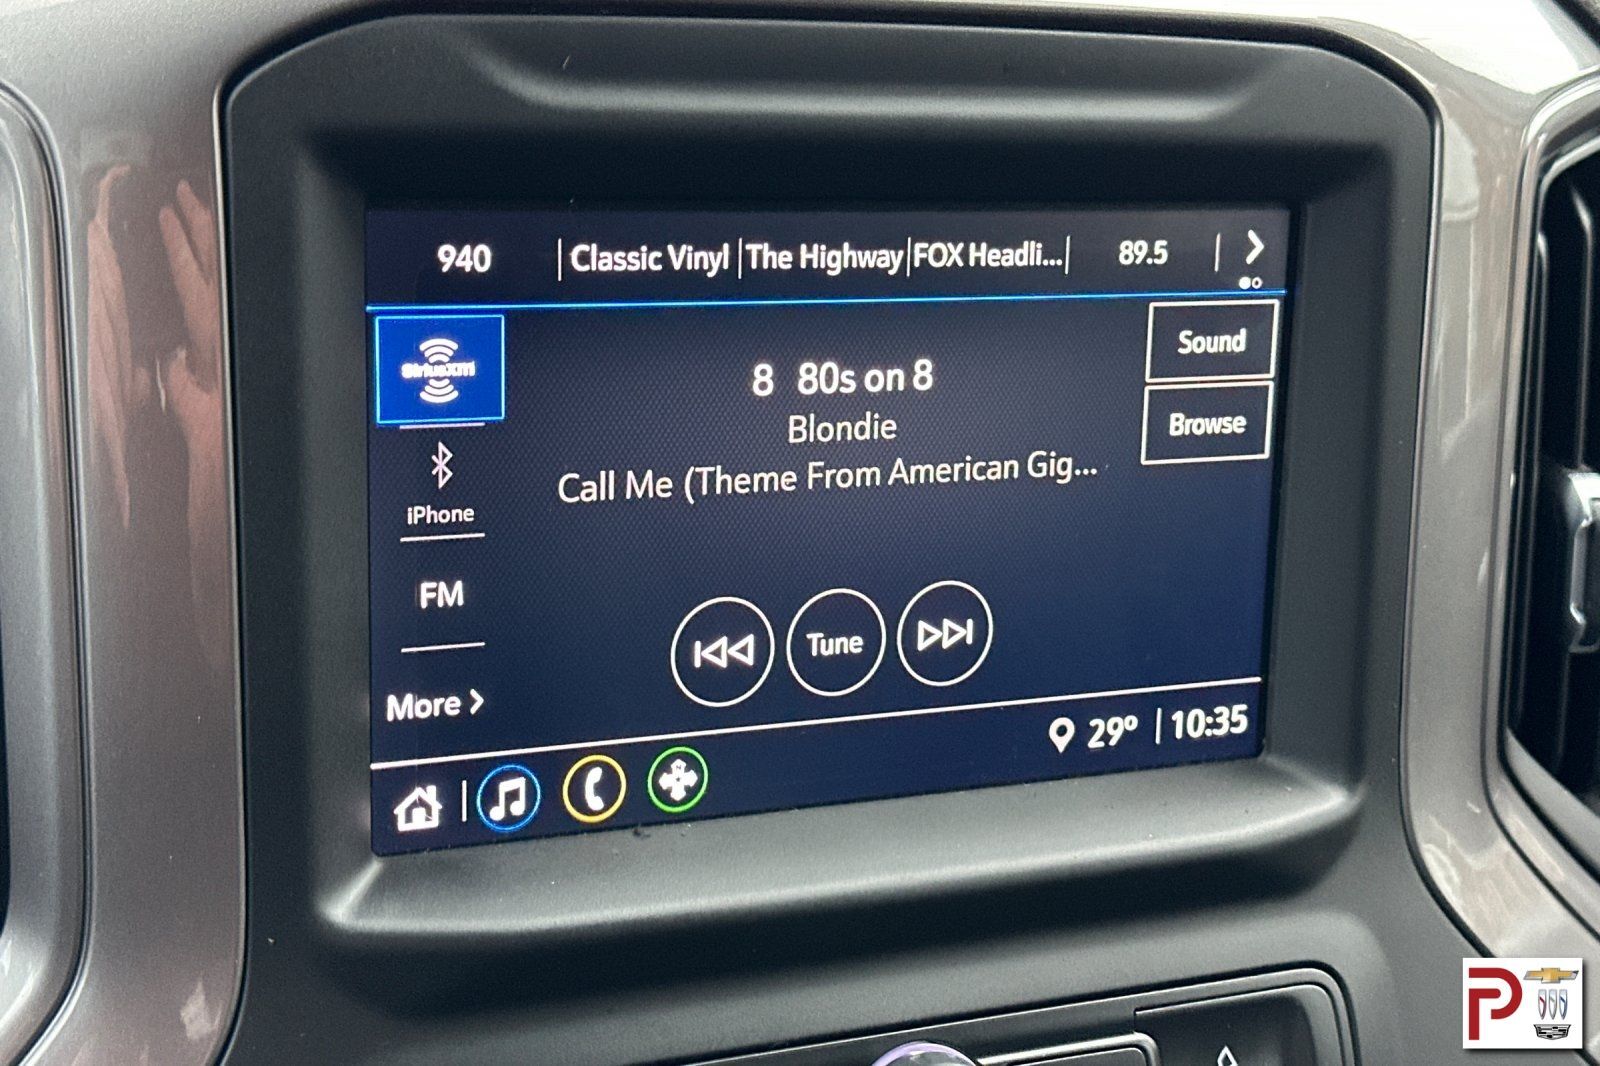 940 | Classic Vinyl | The Highway | FOX Headli... | 89.5 |
SiriusXM
Sound
8 80s on 8
Browse
Blondie
Call Me (Theme From American Gig...
iPhone
FM
Tune
More
29° | 10:35
P